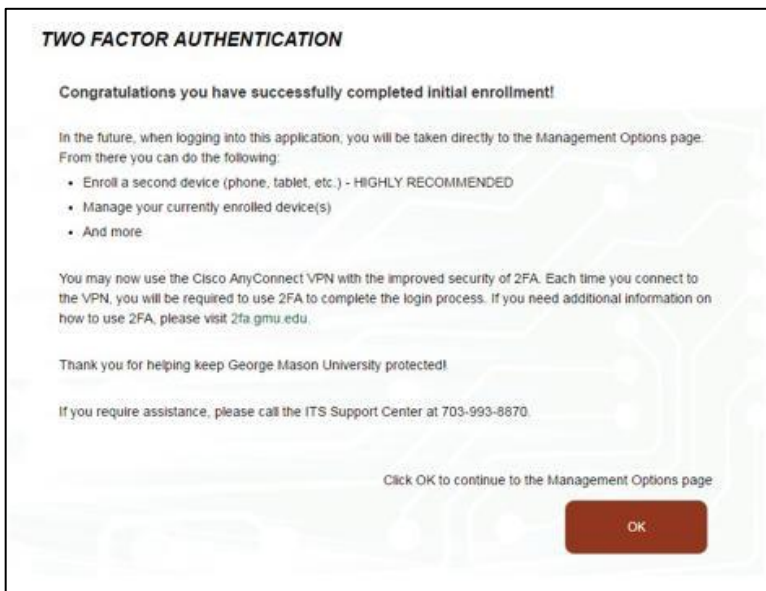 TWO FACTOR AUTHENTICATION
Congratulations you have successfully completed initial enrollment!
In the future, when logging into this application, you will be taken directly to the Management Options page.
From there you can do the following:
• Enroll a second device (phone, tablet, etc.) - HIGHLY RECOMMENDED
• Manage your currently enrolled device(s)
• And more
You may now use the Cisco AnyConnect VPN with the improved security of 2FA. Each time you connect to
the VPN, you will be required to use 2FA to complete the login process. If you need additional information on
how to use 2FA, please visit 2fa.gmu.edu.
Thank you for helping keep George Mason University protected!
If you require assistance, please call the ITS Support Center at 703-993-8870.
Click OK to continue to the Management Options page
OK